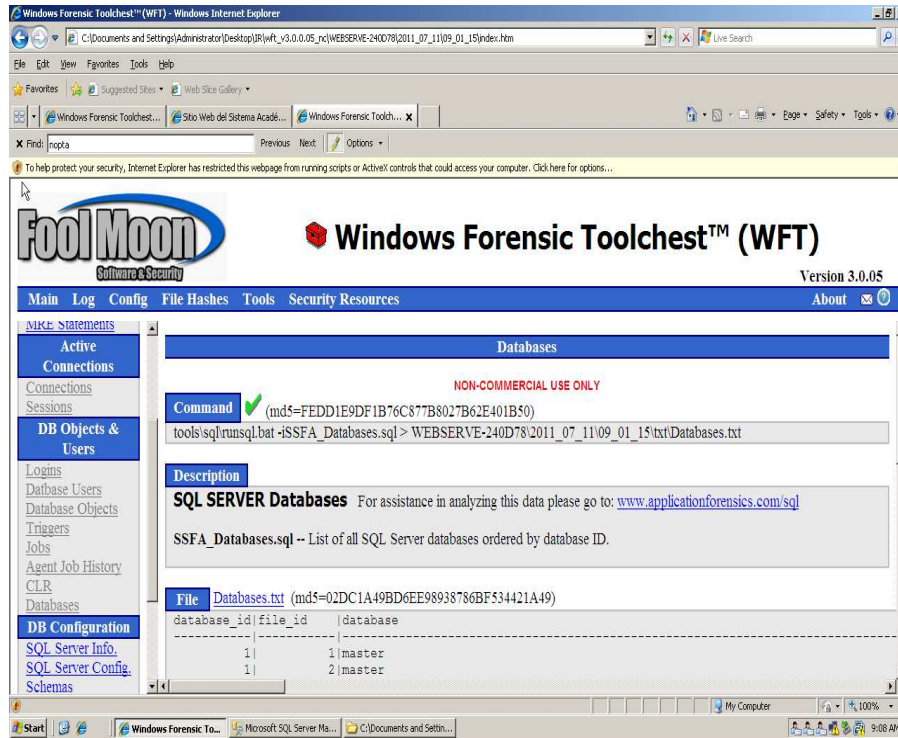 Windows Forensic Toolchest™ (WFT) - Windows Internet Explorer
C:\Documents and Settings\Administrator\Desktop\IR\wft_v3.0.0.05_nc\WEBSERVE-240D78\2011_07_11\09_01_15\index.htm
Live Search
File Edit View Favorites Tools Help
Favorites Suggested Sites Web Slice Gallery
Windows Forensic Toolchest... Sitio Web del Sistema Acadé... Windows Forensic Toolch... X
Page Safety Tools
X Find: nopta Previous Next Options
To help protect your security, Internet Explorer has restricted this webpage from running scripts or ActiveX controls that could access your computer. Click here for options...
Fool Moon
Software & Security
Windows Forensic Toolchest™ (WFT)
Version 3.0.05
Main Log Config File Hashes Tools Security Resources About
MRE Statements
Active Connections
Connections
Sessions
DB Objects & Users
Logins
Datbase Users
Database Objects
Triggers
Jobs
Agent Job History
CLR
Databases
DB Configuration
SQL Server Info.
SQL Server Config.
Schemas
Databases
NON-COMMERCIAL USE ONLY
Command (md5=FEDD1E9DF1B76C877B8027B62E401B50)
tools\sql\runsql.bat -iSSFA_Databases.sql > WEBSERVE-240D78\2011_07_11\09_01_15\txt\Databases.txt
Description
SQL SERVER Databases For assistance in analyzing this data please go to: www.applicationforensics.com/sql
SSFA_Databases.sql -- List of all SQL Server databases ordered by database ID.
File Databases.txt (md5=02DC1A49BD6EE98938786BF534421A49)
database_id|file_id |database
-----------|-----------|-----------
1| 1|master
1| 2|master
My Computer 100%
Start Windows Forensic To... Microsoft SQL Server Ma... C:\Documents and Settin... 9:08 AM